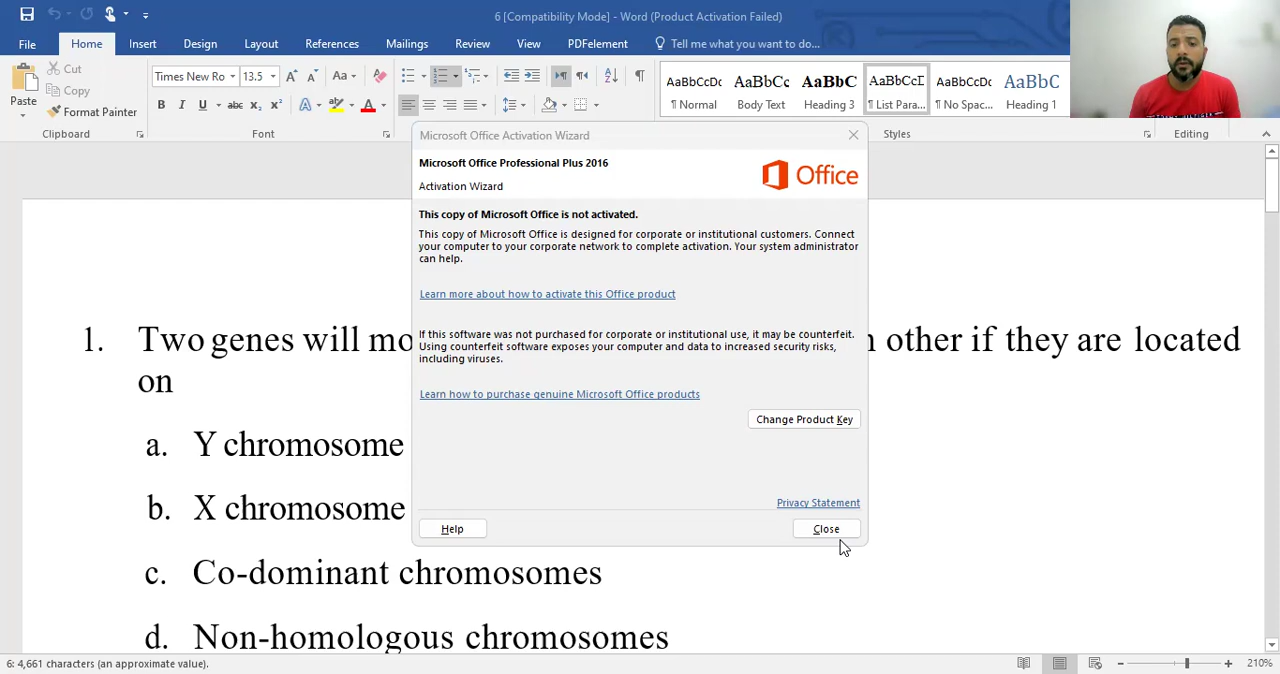 6 [Compatibility Mode] - Word (Product Activation Failed)
File Home Insert Design Layout References Mailings Review View PDFelement Tell me what you want to do...
Paste
Cut
Copy
Format Painter
Times New Ro 13.5
AaBbCcDc AaBbCcDd AaBbC AaBbCcI AaBbCcDd AaBbC
¶ Normal Body Text Heading 3 ¶ List Para... ¶ No Spac... Heading 1
Clipboard Font Styles Editing
Microsoft Office Activation Wizard
Microsoft Office Professional Plus 2016
Activation Wizard
Office
This copy of Microsoft Office is not activated.
This copy of Microsoft Office is designed for corporate or institutional customers. Connect
your computer to your corporate network to complete activation. Your system administrator
can help.
Learn more about how to activate this Office product
If this software was not purchased for corporate or institutional use, it may be counterfeit.
Using counterfeit software exposes your computer and data to increased security risks,
including viruses.
Learn how to purchase genuine Microsoft Office products
Change Product Key
Privacy Statement
Help
Close
1. Two genes will mo other if they are located
on
a. Y chromosome
b. X chromosome
c. Co-dominant chromosomes
d. Non-homologous chromosomes
6: 4,661 characters (an approximate value).
210%